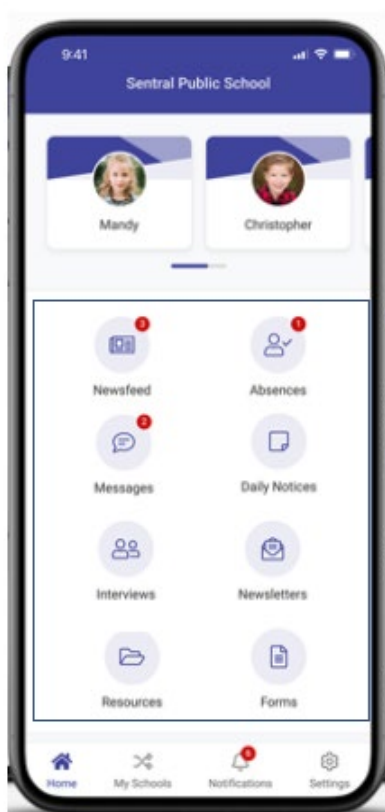 9:41
Sentral Public School
Mandy Christopher
3 1
Newsfeed Absences
2
Messages Daily Notices
Interviews Newsletters
Resources Forms
Home My Schools Notifications Settings